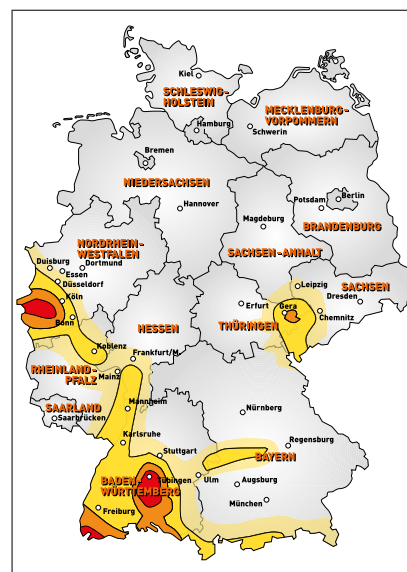 Kiel
SCHLESWIG-
HOLSTEIN
MECKLENBURG-
VORPOMMERN
Hamburg
Schwerin
Bremen
NIEDERSACHSEN
Hannover
Berlin
Potsdam
Magdeburg
BRANDENBURG
NORDRHEIN-
WESTFALEN
SACHSEN-ANHALT
Duisburg
Dortmund
Essen
Düsseldorf
Leipzig
SACHSEN
Köln
Dresden
Erfurt
Gera
Bonn
Chemnitz
HESSEN
THÜRINGEN
Koblenz
Frankfurt/M
RHEINLAND-
PFALZ
Mainz
SAARLAND
Mannheim
Nürnberg
Saarbrücken
Karlsruhe
Regensburg
Stuttgart
BAYERN
BADEN-
WÜRTTEMBERG
Tübingen
Ulm
Augsburg
München
Freiburg